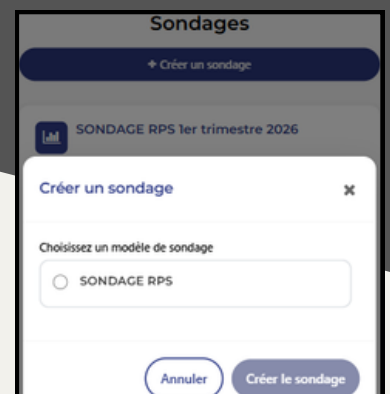 Sondages
+ Créer un sondage
SONDAGE RPS 1er trimestre 2026
Créer un sondage
×
Choisissez un modèle de sondage
SONDAGE RPS
Annuler
Créer le sondage